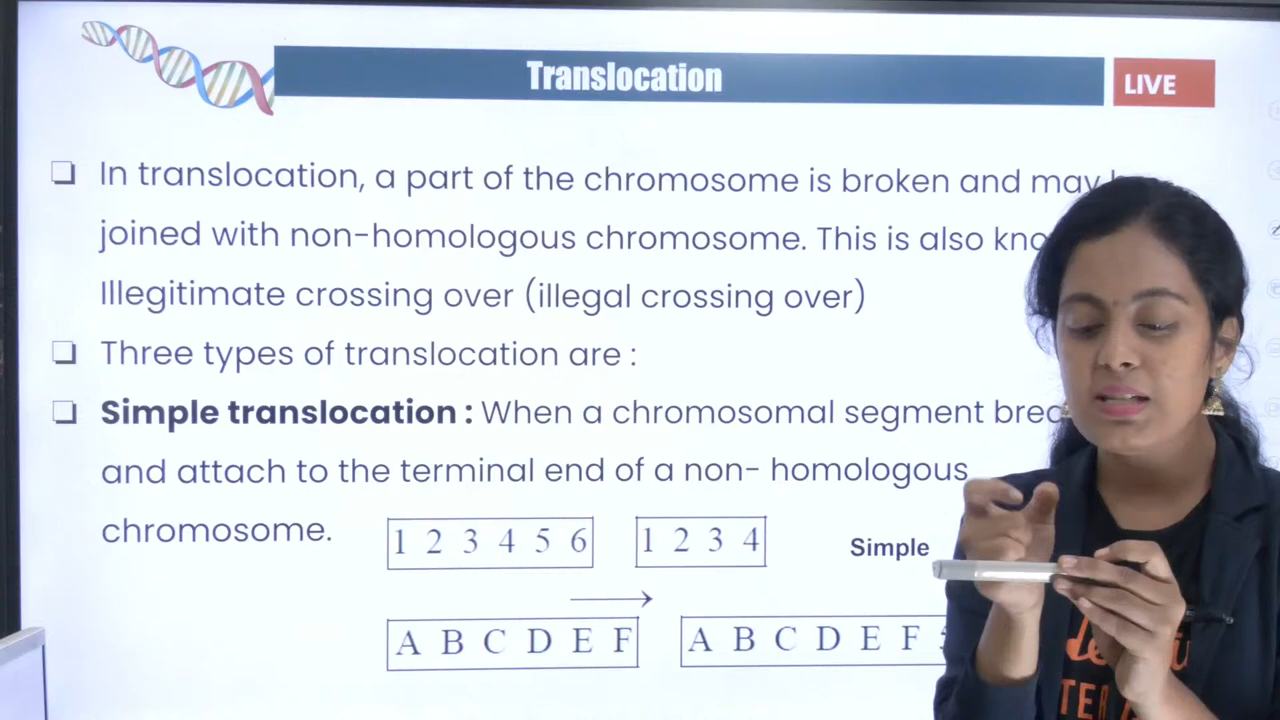 Translocation
LIVE
In translocation, a part of the chromosome is broken and may
joined with non-homologous chromosome. This is also
Illegitimate crossing over (illegal crossing over)
Three types of translocation are :
Simple translocation : When a chromosomal segment
and attach to the terminal end of a non- homologous
chromosome.
1 2 3 4 5 6
1 2 3 4
Simple
A B C D E F
A B C D E F